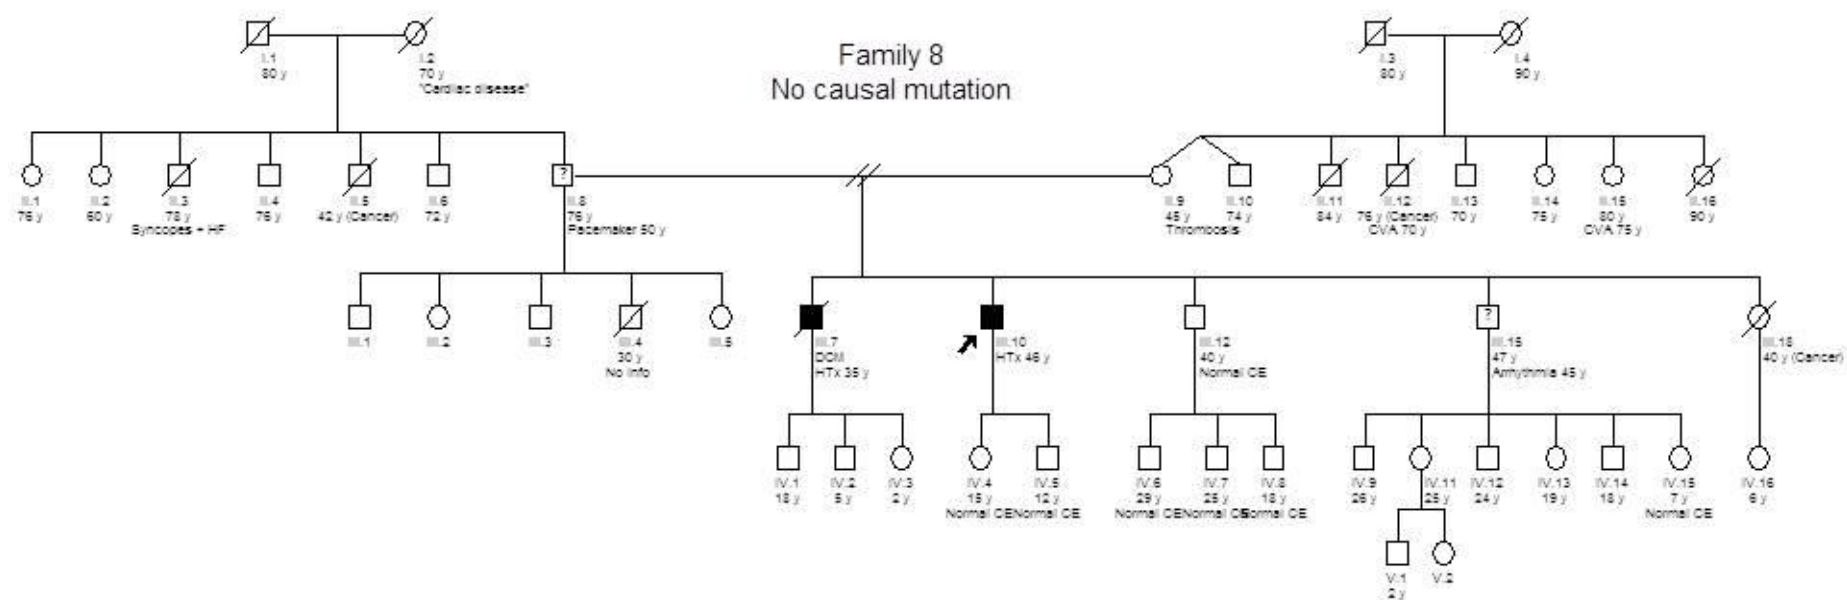 Family 8
No causal mutation
I.1
80 y
I.2
70 y
"Cardiac disease"
I.3
80 y
I.4
90 y
II.1
76 y
II.2
60 y
II.3
78 y
Syncopes + HF
II.4
76 y
II.5
42 y (Cancer)
II.6
72 y
?
II.8
76 y
Pacemaker 50 y
II.9
45 y
Thrombosis
II.10
74 y
II.11
84 y
II.12
76 y (Cancer)
CVA 70 y
II.13
70 y
II.14
75 y
II.15
80 y
CVA 75 y
II.16
90 y
III.1
III.2
III.3
III.4
30 y
No info
III.5
III.7
DCM
HTx 35 y
III.10
HTx 46 y
III.12
40 y
Normal CE
?
III.15
47 y
Arrhythmia 45 y
III.18
40 y (Cancer)
IV.1
18 y
IV.2
5 y
IV.3
2 y
IV.4
15 y
Normal CE
IV.5
12 y
Normal CE
IV.6
29 y
Normal CE
IV.7
25 y
Normal CE
IV.8
18 y
Normal CE
IV.9
26 y
IV.11
25 y
IV.12
24 y
IV.13
19 y
IV.14
18 y
IV.15
7 y
Normal CE
IV.16
6 y
V.1
2 y
V.2